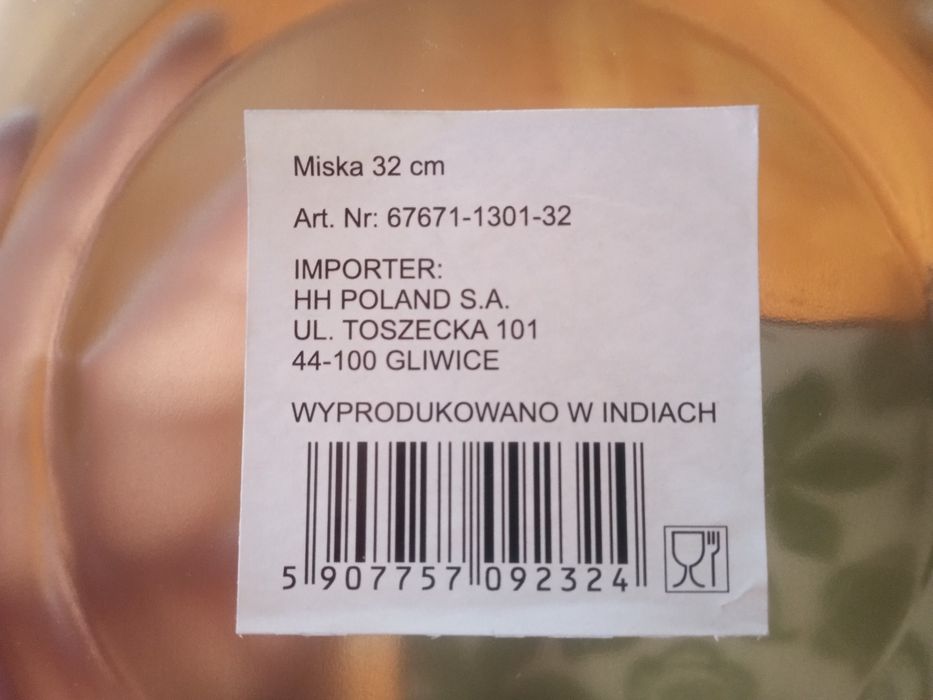 Miska 32 cm
Art. Nr: 67671-1301-32
IMPORTER:
HH POLAND S.A.
UL. TOSZECKA 101
44-100 GLIWICE
WYPRODUKOWANO W INDIACH
5 907757 092324